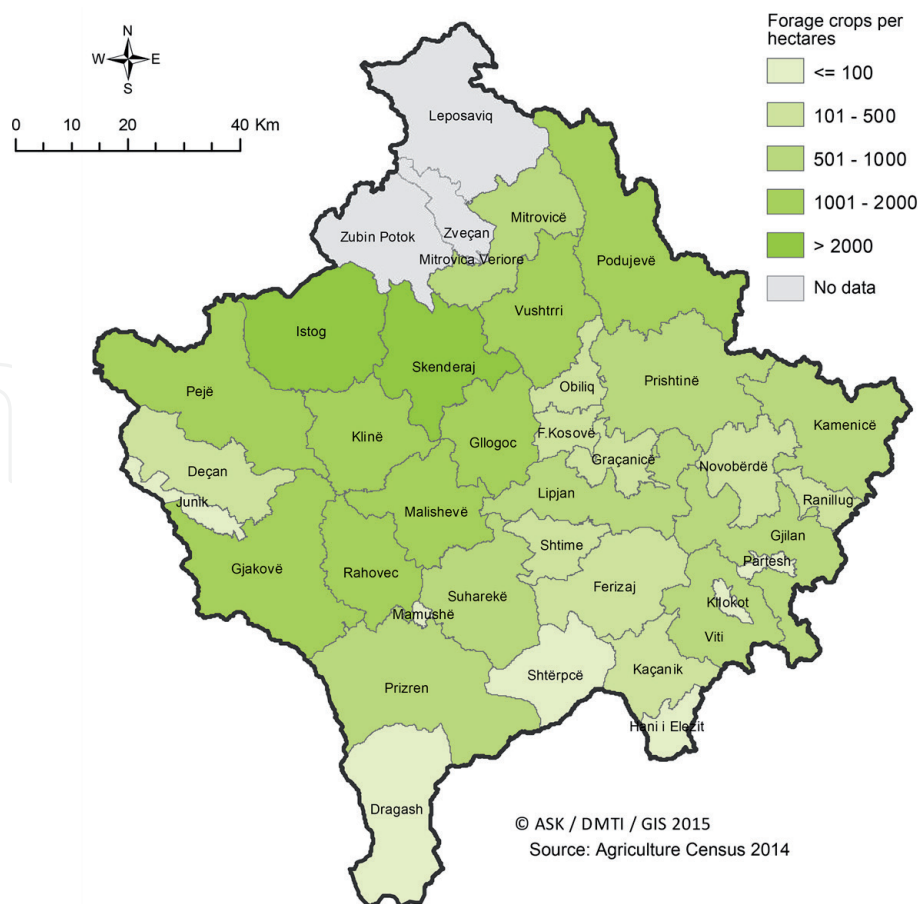 N
W E
S
0 10 20 40 Km
Forage crops per
hectares
<= 100
101 - 500
501 - 1000
1001 - 2000
> 2000
No data
Leposaviq
Mitrovicë
Zveçan
Zubin Potok
Mitrovica Veriore
Podujevë
Vushtrri
Istog
Skenderaj
Prishtinë
Obiliq
Pejë
Kamenicë
Klinë
F.Kosovë
Gllogoc
Graçanicë
Novobërdë
Deçan
Lipjan
Ranillug
Junik
Malishevë
Gjilan
Shtime
Partesh
Gjakovë
Rahovec
Ferizaj
Suharekë
Kllokot
Mamushë
Viti
Shtërpcë
Kaçanik
Prizren
Hani i Elezit
Dragash
© ASK / DMTI / GIS 2015
Source: Agriculture Census 2014